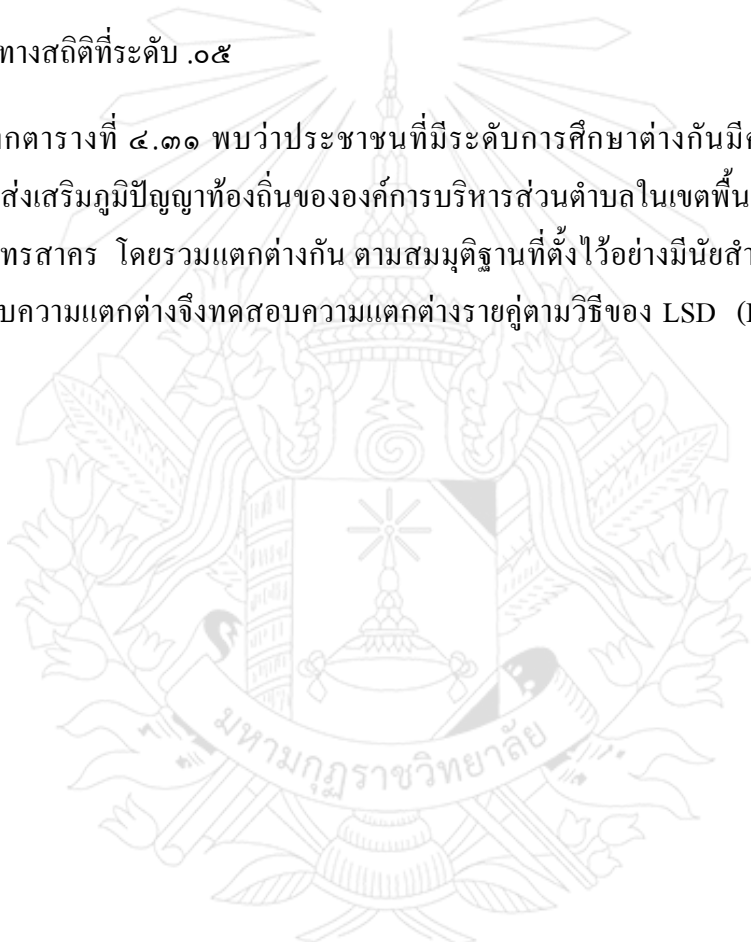 ทางสถิติที่ระดับ .๐๕
กตารางที่ ๔.๓๑ พบว่าประชาชนที่มีระดับการศึกษาต่างกันมี
ส่งเสริมภูมิปัญญาท้องถิ่นขององค์การบริหารส่วนตำบลในเขตพื้น
ทรสาคร โดยรวมแตกต่างกัน ตามสมมุติฐานที่ตั้งไว้อย่างมีนัยสำ
บความแตกต่างจึงทดสอบความแตกต่างรายคู่ตามวิธีของ LSD (
มหามกุฏราชวิทยาลัย